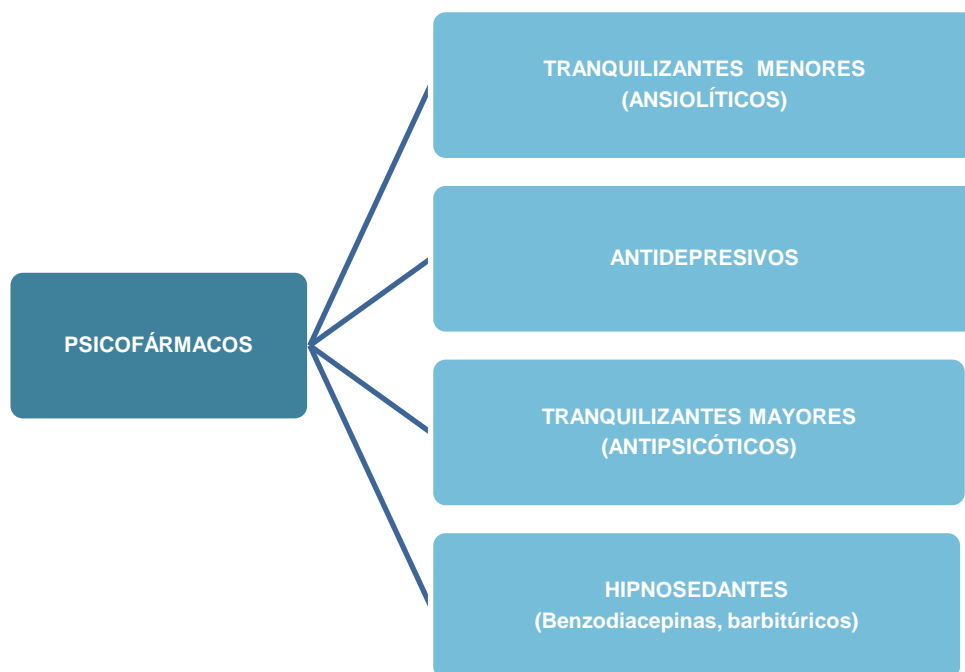 TRANQUILIZANTES MENORES
(ANSIOLÍTICOS)
ANTIDEPRESIVOS
PSICOFÁRMACOS
TRANQUILIZANTES MAYORES
(ANTIPSICÓTICOS)
HIPNOSEDANTES
(Benzodiacepinas, barbitúricos)